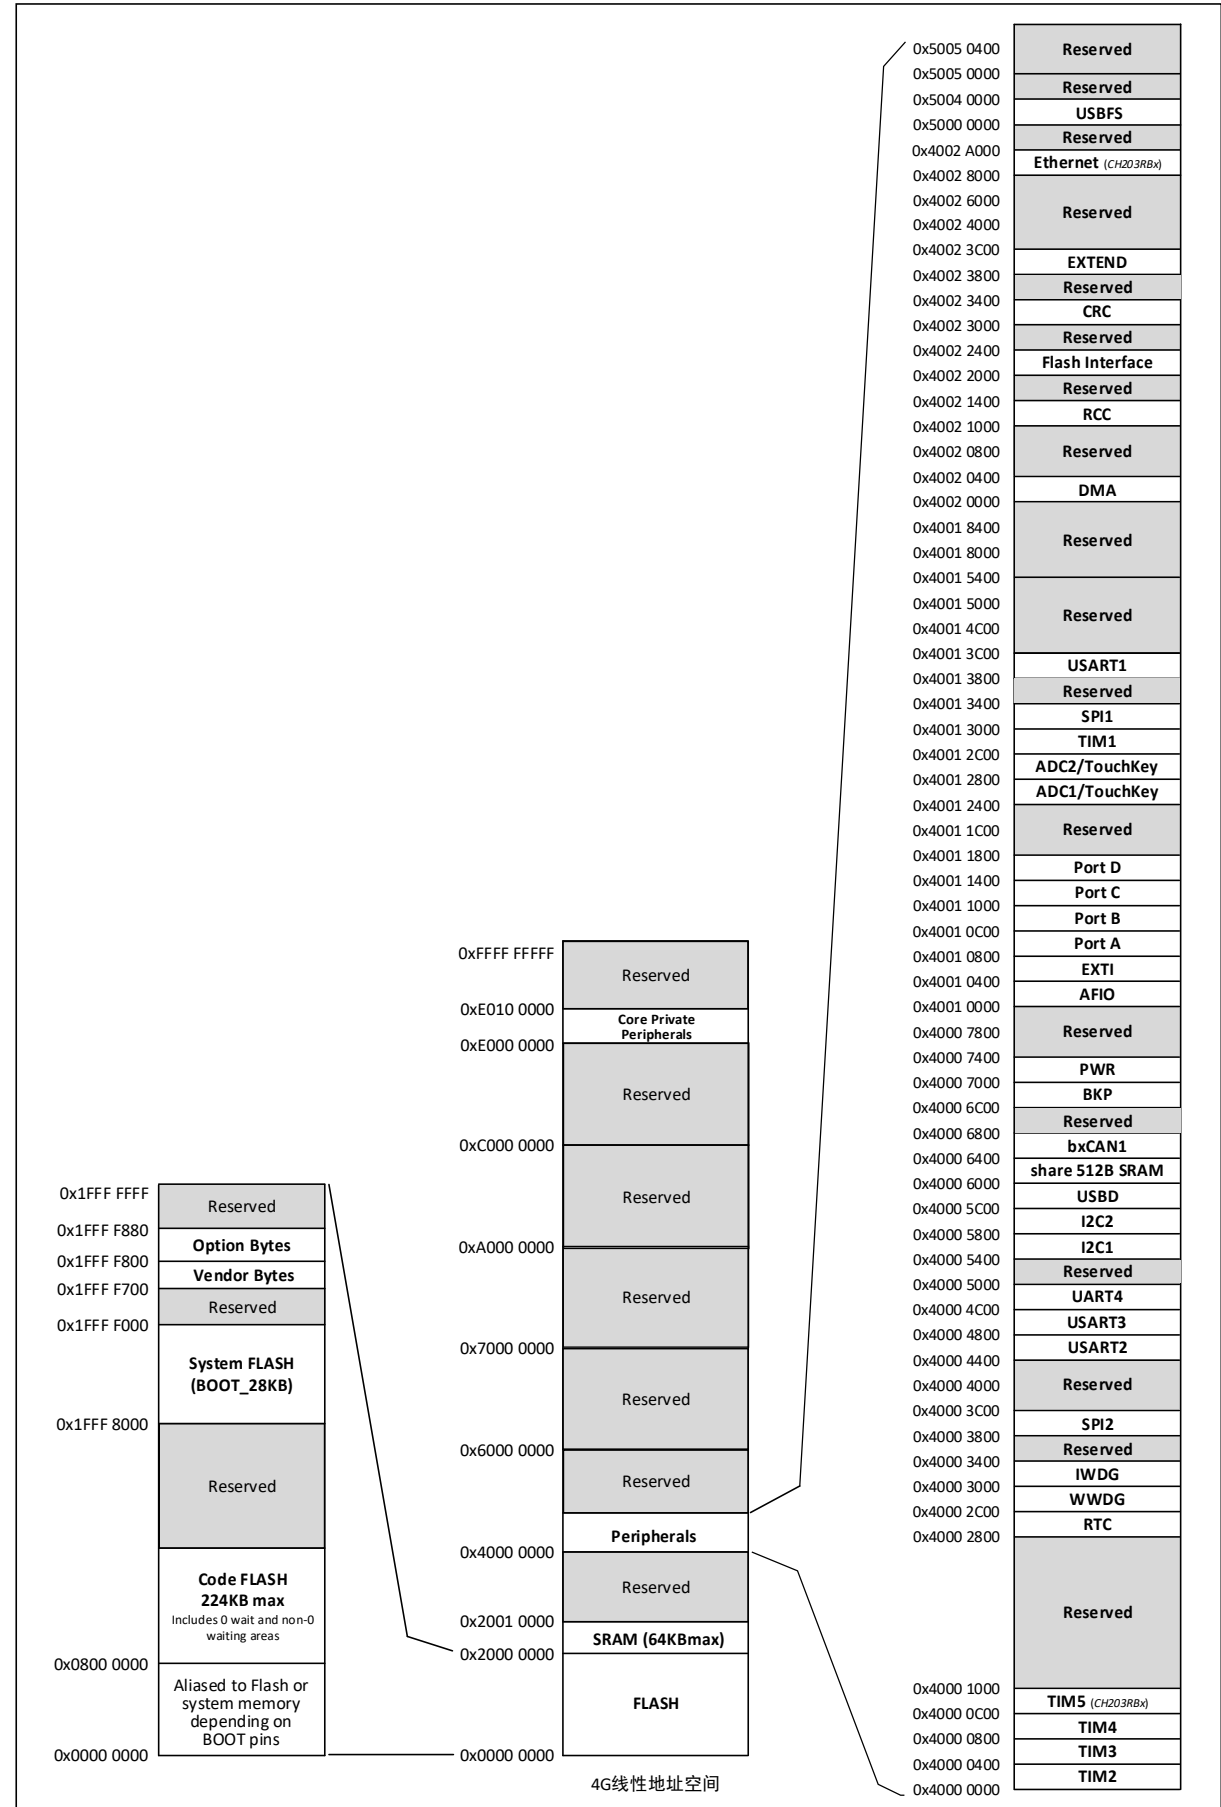 0x5005 0400
Reserved
0x5005 0000
Reserved
0x5004 0000
USBFS
0x5000 0000
Reserved
0x4002 A000
Ethernet (CH203RBx)
0x4002 8000
0x4002 6000
Reserved
0x4002 4000
0x4002 3C00
EXTEND
0x4002 3800
Reserved
0x4002 3400
CRC
0x4002 3000
Reserved
0x4002 2400
Flash Interface
0x4002 2000
Reserved
0x4002 1400
RCC
0x4002 1000
0x4002 0800
Reserved
0x4002 0400
DMA
0x4002 0000
0x4001 8400
Reserved
0x4001 8000
0x4001 5400
0x4001 5000
Reserved
0x4001 4C00
0x4001 3C00
USART1
0x4001 3800
Reserved
0x4001 3400
SPI1
0x4001 3000
TIM1
0x4001 2C00
ADC2/TouchKey
0x4001 2800
ADC1/TouchKey
0x4001 2400
0x4001 1C00
Reserved
0x4001 1800
Port D
0x4001 1400
Port C
0x4001 1000
Port B
0x4001 0C00
Port A
0x4001 0800
EXTI
0x4001 0400
AFIO
0x4001 0000
0x4000 7800
Reserved
0x4000 7400
PWR
0x4000 7000
BKP
0x4000 6C00
Reserved
0x4000 6800
bxCAN1
0x4000 6400
share 512B SRAM
0x4000 6000
USBD
0x4000 5C00
I2C2
0x4000 5800
I2C1
0x4000 5400
Reserved
0x4000 5000
UART4
0x4000 4C00
USART3
0x4000 4800
USART2
0x4000 4400
0x4000 4000
Reserved
0x4000 3C00
SPI2
0x4000 3800
Reserved
0x4000 3400
IWDG
0x4000 3000
WWDG
0x4000 2C00
RTC
0x4000 2800
Reserved
0x4000 1000
TIM5 (CH203RBx)
0x4000 0C00
TIM4
0x4000 0800
TIM3
0x4000 0400
TIM2
0x4000 0000
0xFFFF FFFFF
Reserved
0xE010 0000
Core Private
Peripherals
0xE000 0000
Reserved
0xC000 0000
Reserved
0xA000 0000
Reserved
0x7000 0000
Reserved
0x6000 0000
Reserved
Peripherals
0x4000 0000
Reserved
0x2001 0000
SRAM (64KBmax)
0x2000 0000
FLASH
0x0000 0000
4G线性地址空间
0x1FFF FFFF
Reserved
0x1FFF F880
Option Bytes
0x1FFF F800
Vendor Bytes
0x1FFF F700
Reserved
0x1FFF F000
System FLASH
(BOOT_28KB)
0x1FFF 8000
Reserved
Code FLASH
224KB max
Includes 0 wait and non-0
waiting areas
0x0800 0000
Aliased to Flash or
system memory
depending on
BOOT pins
0x0000 0000